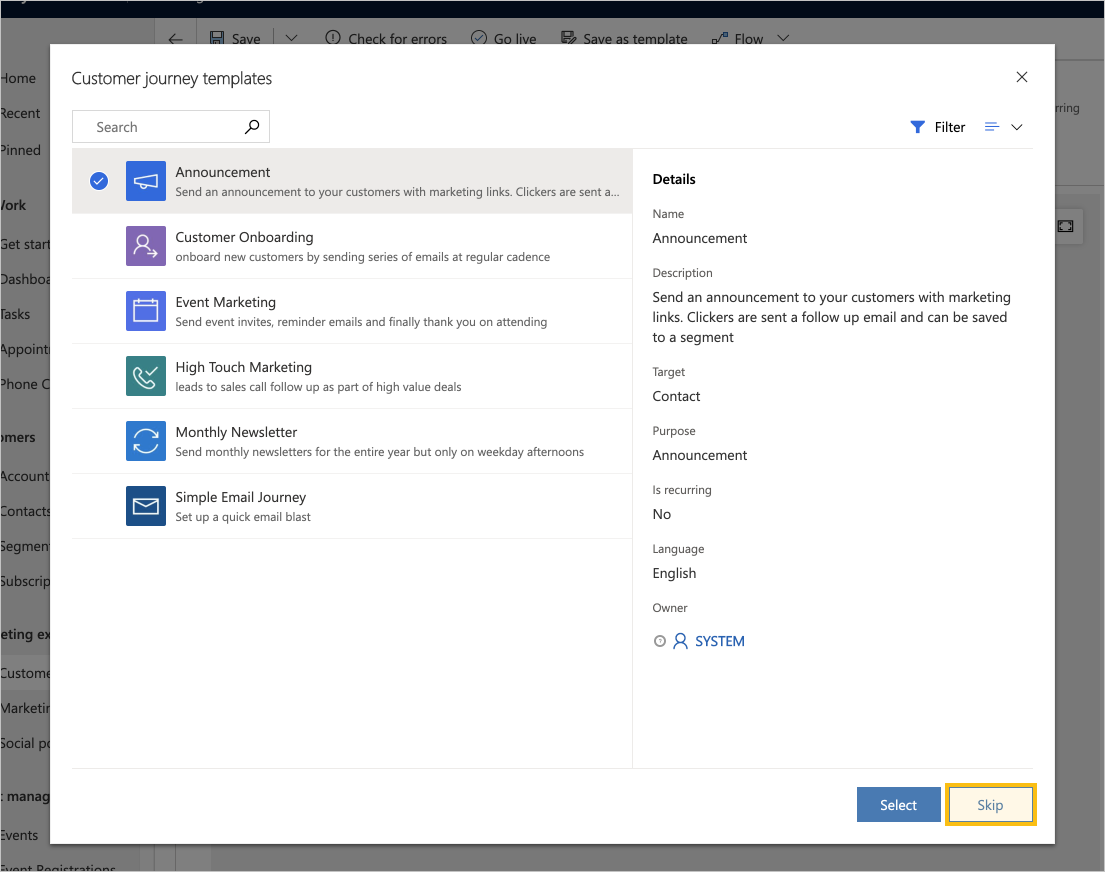 Save
Check for errors
Go live
Save as template
Flow
Customer journey templates
Search
Filter
Announcement
Send an announcement to your customers with marketing links. Clickers are sent a...
Customer Onboarding
onboard new customers by sending series of emails at regular cadence
Event Marketing
Send event invites, reminder emails and finally thank you on attending
High Touch Marketing
leads to sales call follow up as part of high value deals
Monthly Newsletter
Send monthly newsletters for the entire year but only on weekday afternoons
Simple Email Journey
Set up a quick email blast
Details
Name
Announcement
Description
Send an announcement to your customers with marketing
links. Clickers are sent a follow up email and can be saved
to a segment
Target
Contact
Purpose
Announcement
Is recurring
No
Language
English
Owner
SYSTEM
Select
Skip
Home
Recent
Pinned
Work
Get start
Dashboa
Tasks
Appoint
Phone C
omers
Account
Contacts
Segmen
Subscrip
eting ex
Custome
Marketin
Social po
t manag
Events
Event Registrations
rring